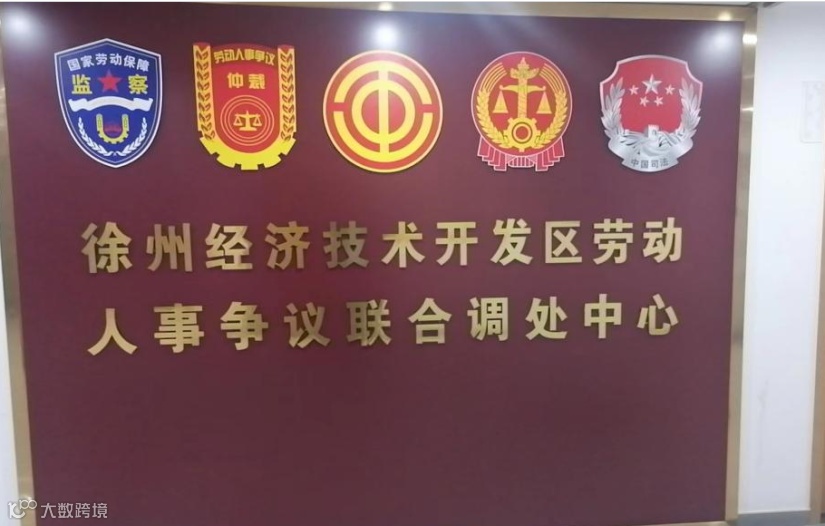 国家劳动保障
监察
劳动人事争议
仲裁
中国司法
徐州经济技术开发区劳动
人事争议联合调处中心
大数跨境